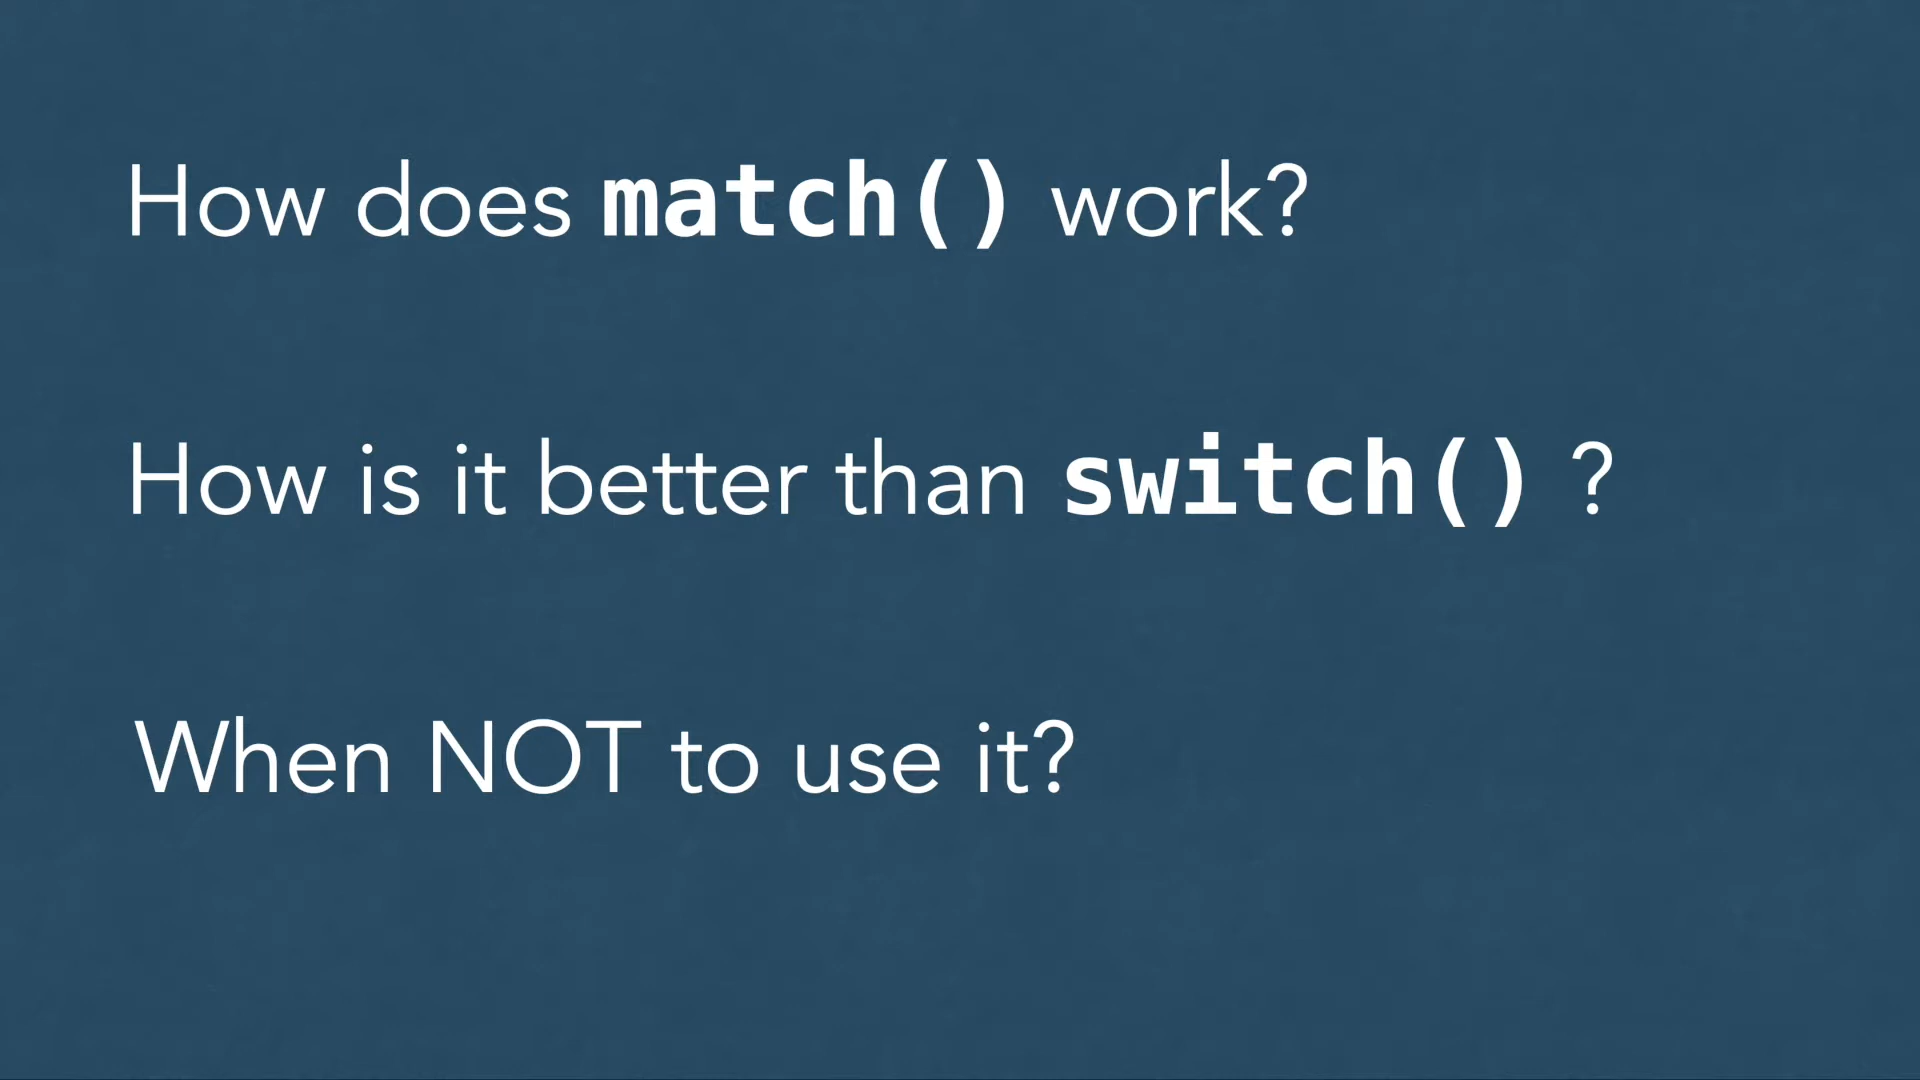 How does match() work?
How is it better than switch() ?
When NOT to use it?